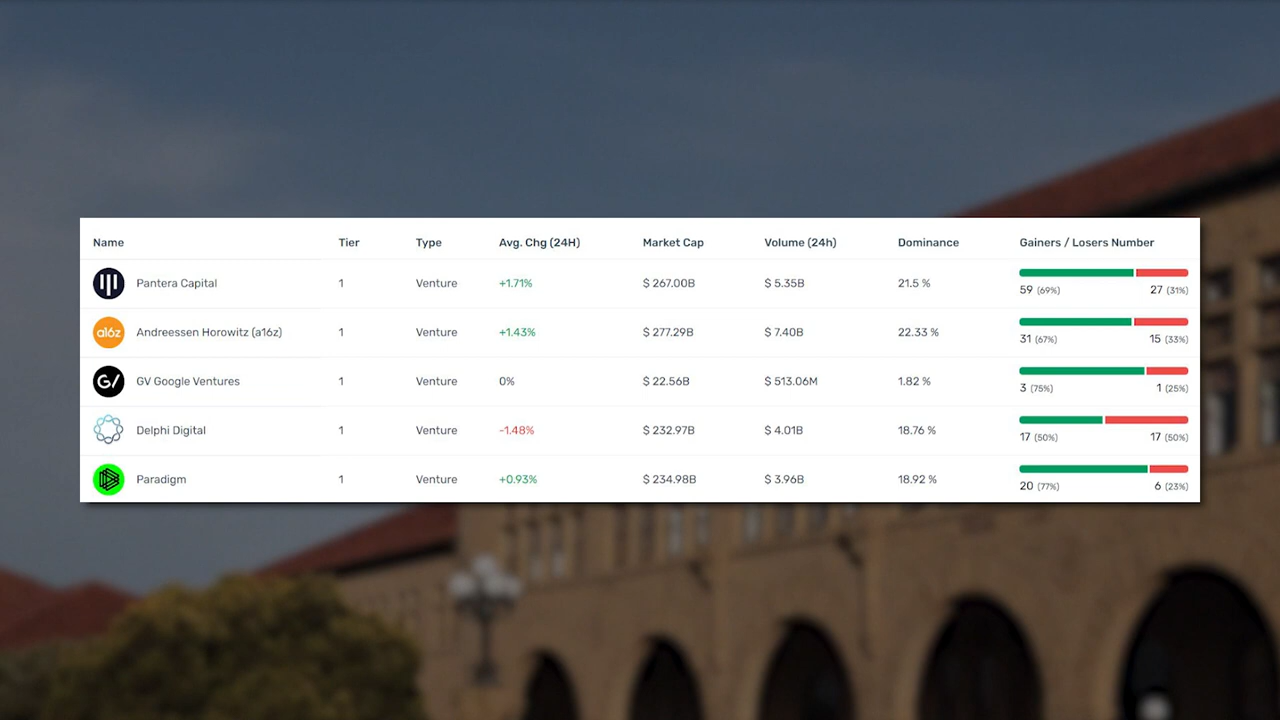 Name Tier Type Avg. Chg (24H) Market Cap Volume (24h) Dominance Gainers / Losers Number
Pantera Capital 1 Venture +1.71% $ 267.00B $ 5.35B 21.5 % 59 (69%) 27 (31%)
a16z Andreessen Horowitz (a16z) 1 Venture +1.43% $ 277.29B $ 7.40B 22.33 % 31 (67%) 15 (33%)
G/ GV Google Ventures 1 Venture 0% $ 22.56B $ 513.06M 1.82 % 3 (75%) 1 (25%)
Delphi Digital 1 Venture -1.48% $ 232.97B $ 4.01B 18.76 % 17 (50%) 17 (50%)
Paradigm 1 Venture +0.93% $ 234.98B $ 3.96B 18.92 % 20 (77%) 6 (23%)